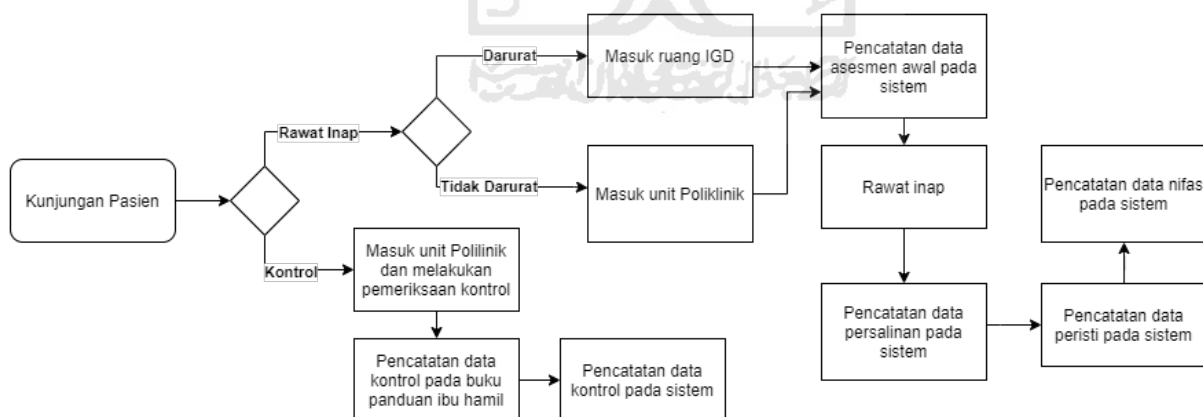 Darurat
Masuk ruang IGD
Pencatatan data
asesmen awal pada
sistem
Rawat Inap
Kunjungan Pasien
Tidak Darurat
Masuk unit Poliklinik
Rawat inap
Pencatatan data nifas
pada sistem
Kontrol
Masuk unit Polilinik
dan melakukan
pemeriksaan kontrol
Pencatatan data
persalinan pada
sistem
Pencatatan data
peristi pada sistem
Pencatatan data
kontrol pada buku
panduan ibu hamil
Pencatatan data
kontrol pada sistem